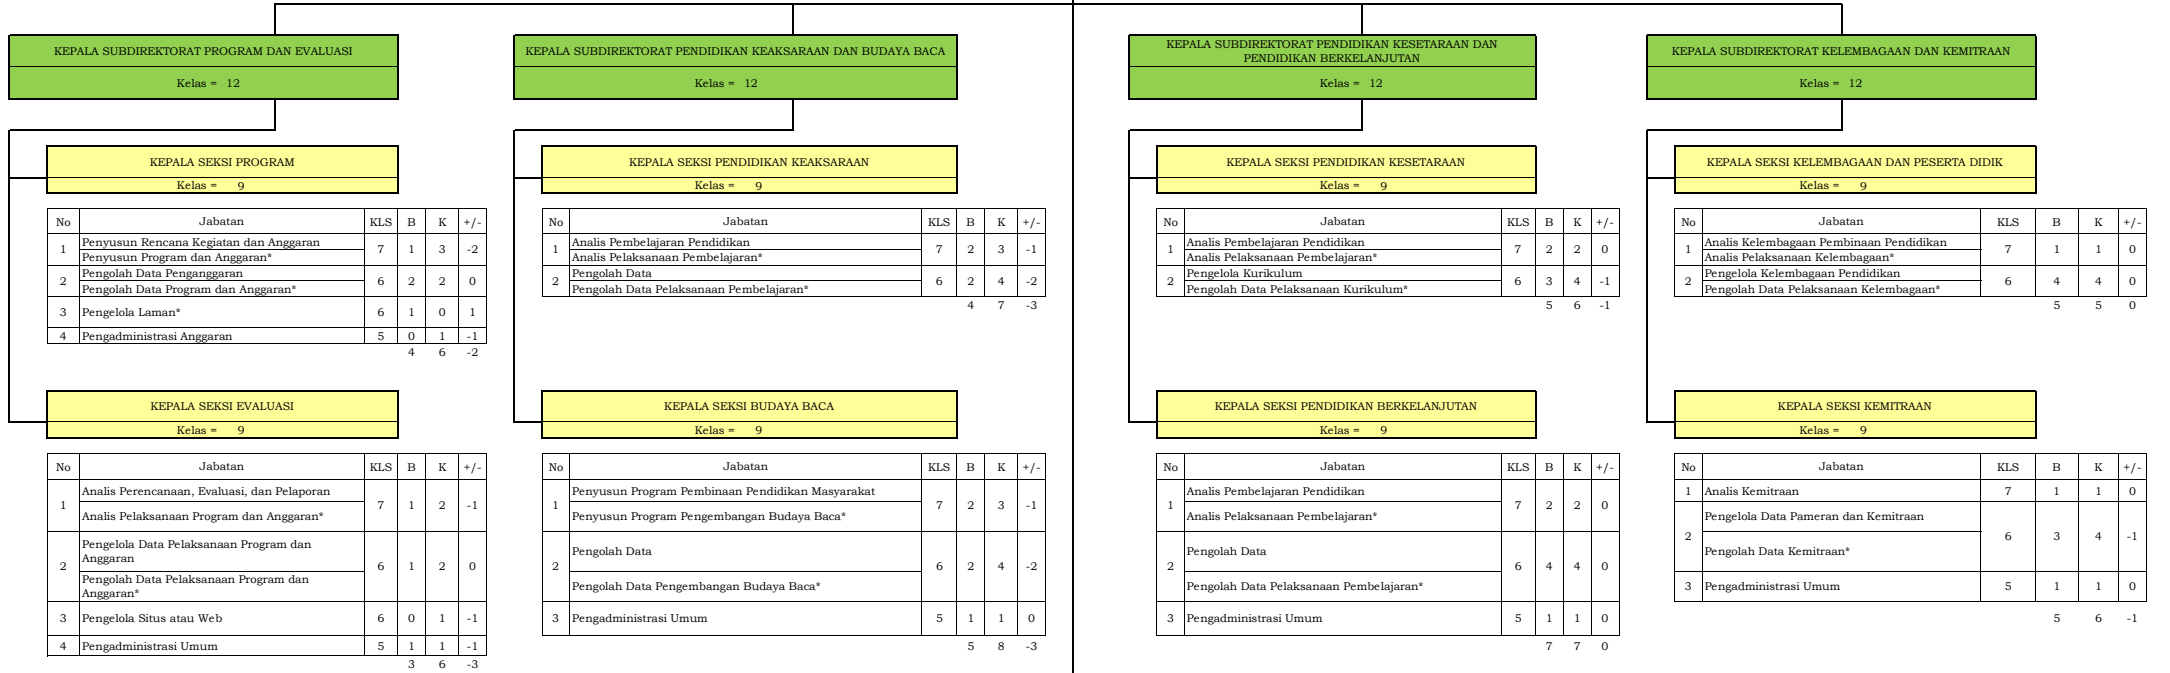 KEPALA SUBDIREKTORAT PROGRAM DAN EVALUASI
Kelas = 12
KEPALA SEKSI PROGRAM
Kelas = 9
No Jabatan KLS B K +/-
1 Penyusun Rencana Kegiatan dan Anggaran 7 1 3 -2
Penyusun Program dan Anggaran*
2 Pengolah Data Penganggaran 6 2 2 0
Pengolah Data Program dan Anggaran*
3 Pengelola Laman* 6 1 0 1
4 Pengadministrasi Anggaran 5 0 1 -1
4 6 -2
KEPALA SEKSI EVALUASI
Kelas = 9
No Jabatan KLS B K +/-
1 Analis Perencanaan, Evaluasi, dan Pelaporan 7 1 2 -1
Analis Pelaksanaan Program dan Anggaran*
2 Pengelola Data Pelaksanaan Program dan
Anggaran 6 1 2 0
Pengolah Data Pelaksanaan Program dan
Anggaran*
3 Pengelola Situs atau Web 6 0 1 -1
4 Pengadministrasi Umum 5 1 1 -1
3 6 -3
KEPALA SUBDIREKTORAT PENDIDIKAN KEAKSARAAN DAN BUDAYA BACA
Kelas = 12
KEPALA SEKSI PENDIDIKAN KEAKSARAAN
Kelas = 9
No Jabatan KLS B K +/-
1 Analis Pembelajaran Pendidikan 7 2 3 -1
Analis Pelaksanaan Pembelajaran*
2 Pengolah Data 6 2 4 -2
Pengolah Data Pelaksanaan Pembelajaran*
4 7 -3
KEPALA SEKSI BUDAYA BACA
Kelas = 9
No Jabatan KLS B K +/-
1 Penyusun Program Pembinaan Pendidikan Masyarakat 7 2 3 -1
Penyusun Program Pengembangan Budaya Baca*
2 Pengolah Data 6 2 4 -2
Pengolah Data Pengembangan Budaya Baca*
3 Pengadministrasi Umum 5 1 1 0
5 8 -3
KEPALA SUBDIREKTORAT PENDIDIKAN KESETARAAN DAN
PENDIDIKAN BERKELANJUTAN
Kelas = 12
KEPALA SEKSI PENDIDIKAN KESETARAAN
Kelas = 9
No Jabatan KLS B K +/-
1 Analis Pembelajaran Pendidikan 7 2 2 0
Analis Pelaksanaan Pembelajaran*
2 Pengelola Kurikulum 6 3 4 -1
Pengolah Data Pelaksanaan Kurikulum*
5 6 -1
KEPALA SEKSI PENDIDIKAN BERKELANJUTAN
Kelas = 9
No Jabatan KLS B K +/-
1 Analis Pembelajaran Pendidikan 7 2 2 0
Analis Pelaksanaan Pembelajaran*
2 Pengolah Data 6 4 4 0
Pengolah Data Pelaksanaan Pembelajaran*
3 Pengadministrasi Umum 5 1 1 0
7 7 0
KEPALA SUBDIREKTORAT KELEMBAGAAN DAN KEMITRAAN
Kelas = 12
KEPALA SEKSI KELEMBAGAAN DAN PESERTA DIDIK
Kelas = 9
No Jabatan KLS B K +/-
1 Analis Kelembagaan Pembinaan Pendidikan 7 1 1 0
Analis Pelaksanaan Kelembagaan*
2 Pengelola Kelembagaan Pendidikan 6 4 4 0
Pengolah Data Pelaksanaan Kelembagaan*
5 5 0
KEPALA SEKSI KEMITRAAN
Kelas = 9
No Jabatan KLS B K +/-
1 Analis Kemitraan 7 1 1 0
2 Pengelola Data Pameran dan Kemitraan 6 3 4 -1
Pengolah Data Kemitraan*
3 Pengadministrasi Umum 5 1 1 0
5 6 -1